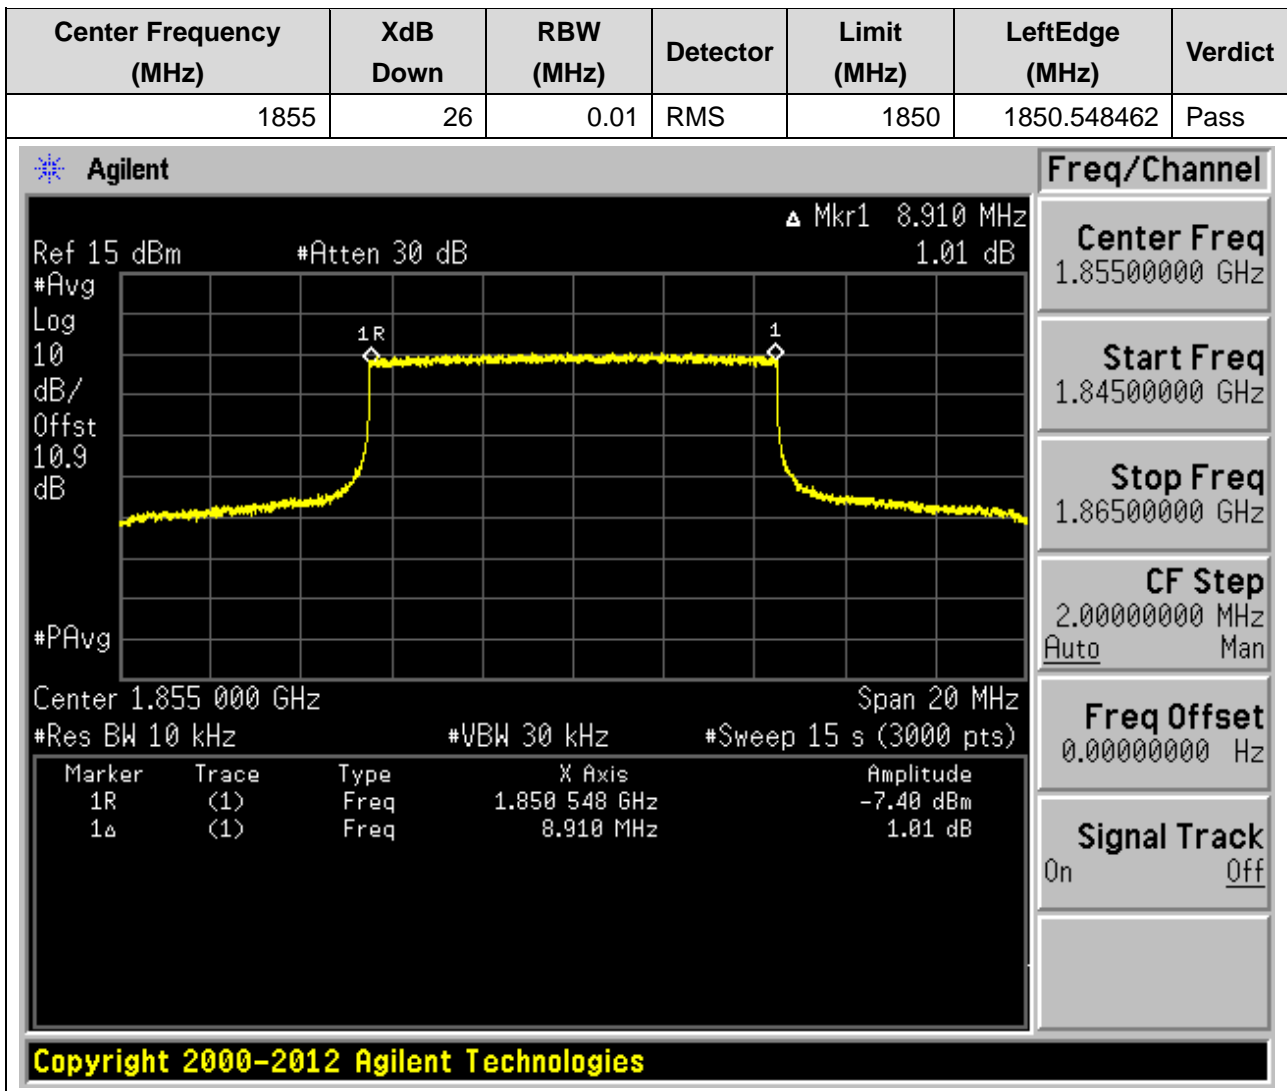 Center Frequency (MHz) XdB Down RBW (MHz) Detector Limit (MHz) LeftEdge (MHz) Verdict
1855 26 0.01 RMS 1850 1850.548462 Pass
Agilent
Freq/Channel
Δ Mkr1 8.910 MHz
Ref 15 dBm #Atten 30 dB 1.01 dB
#Avg
Log
10
dB/
Offst
10.9
dB
#PAvg
1R
1
Center 1.855 000 GHz Span 20 MHz
#Res BW 10 kHz #VBW 30 kHz #Sweep 15 s (3000 pts)
Marker Trace Type X Axis Amplitude
1R (1) Freq 1.850 548 GHz -7.40 dBm
1Δ (1) Freq 8.910 MHz 1.01 dB
Center Freq
1.85500000 GHz
Start Freq
1.84500000 GHz
Stop Freq
1.86500000 GHz
CF Step
2.00000000 MHz
Auto Man
Freq Offset
0.00000000 Hz
Signal Track
On Off
Copyright 2000-2012 Agilent Technologies